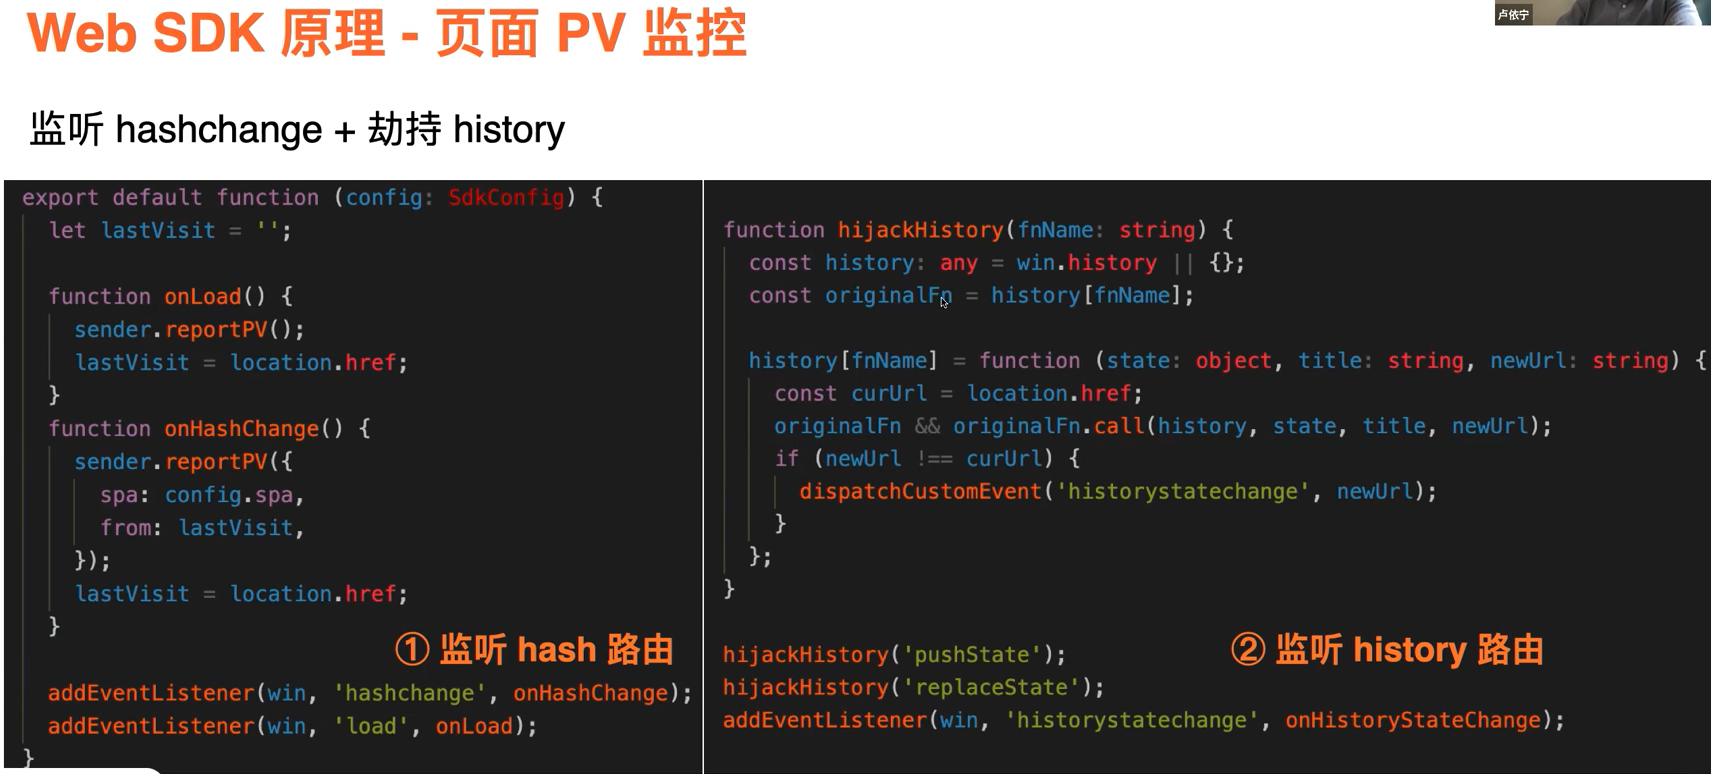 Web SDK 原理 - 页面 PV 监控
卢依宁
监听 hashchange + 劫持 history
export default function (config: SdkConfig) {
let lastVisit = '';
function onLoad() {
sender.reportPV();
lastVisit = location.href;
}
function onHashChange() {
sender.reportPV({
spa: config.spa,
from: lastVisit,
});
lastVisit = location.href;
}
① 监听 hash 路由
addEventListener(win, 'hashchange', onHashChange);
addEventListener(win, 'load', onLoad);
}
function hijackHistory(fnName: string) {
const history: any = win.history || {};
const originalFn = history[fnName];
history[fnName] = function (state: object, title: string, newUrl: string) {
const curUrl = location.href;
originalFn && originalFn.call(history, state, title, newUrl);
if (newUrl !== curUrl) {
dispatchCustomEvent('historystatechange', newUrl);
}
};
}
② 监听 history 路由
hijackHistory('pushState');
hijackHistory('replaceState');
addEventListener(win, 'historystatechange', onHistoryStateChange);